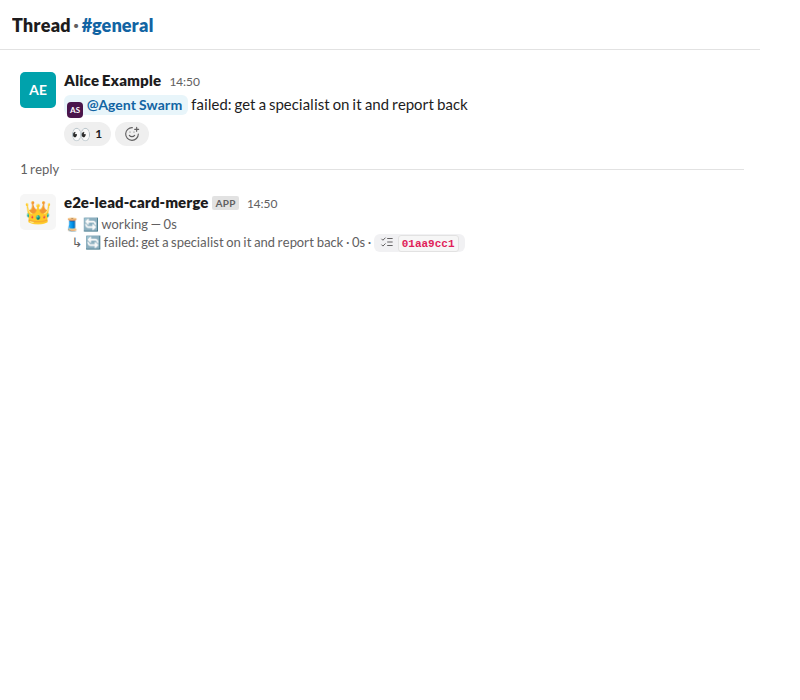 Thread • #general
AE
Alice Example 14:50
AS @Agent Swarm failed: get a specialist on it and report back
👀 1
1 reply
e2e-lead-card-merge APP 14:50
🧵 🔄 working — 0s
↳ 🔄 failed: get a specialist on it and report back · 0s · 01aa9cc1